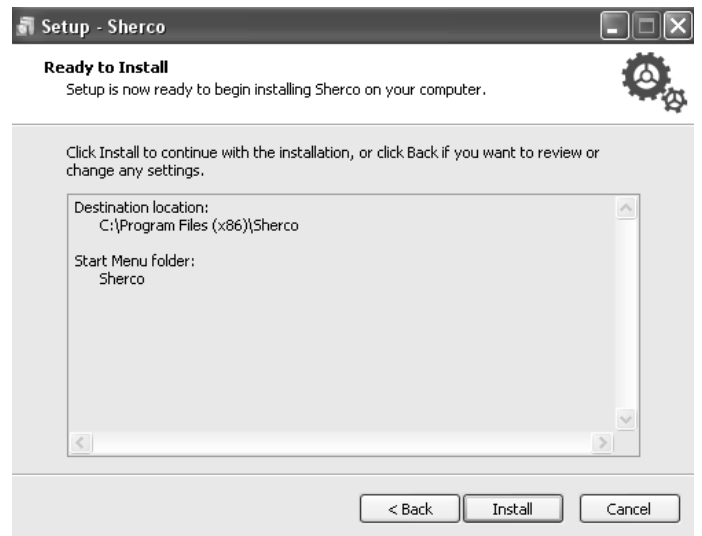 Setup - Sherco
Ready to Install
Setup is now ready to begin installing Sherco on your computer.
Click Install to continue with the installation, or click Back if you want to review or
change any settings.
Destination location:
C:\Program Files (x86)\Sherco
Start Menu folder:
Sherco
< Back
Install
Cancel